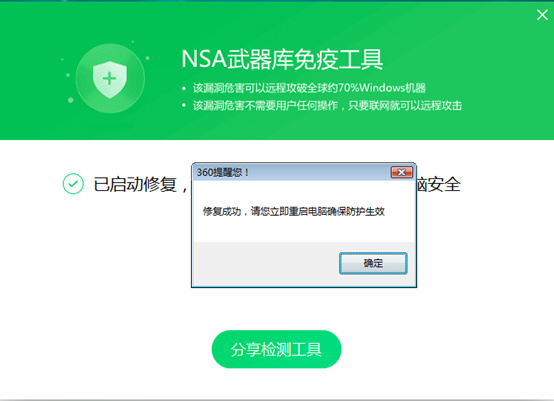 NSA武器库免疫工具
• 该漏洞危害可以远程攻破全球约70%Windows机器
• 该漏洞危害不需要用户任何操作，只要联网就可以远程攻击
已启动修复，
脑安全
360提醒您！
修复成功，请您立即重启电脑确保防护生效
确定
分享检测工具